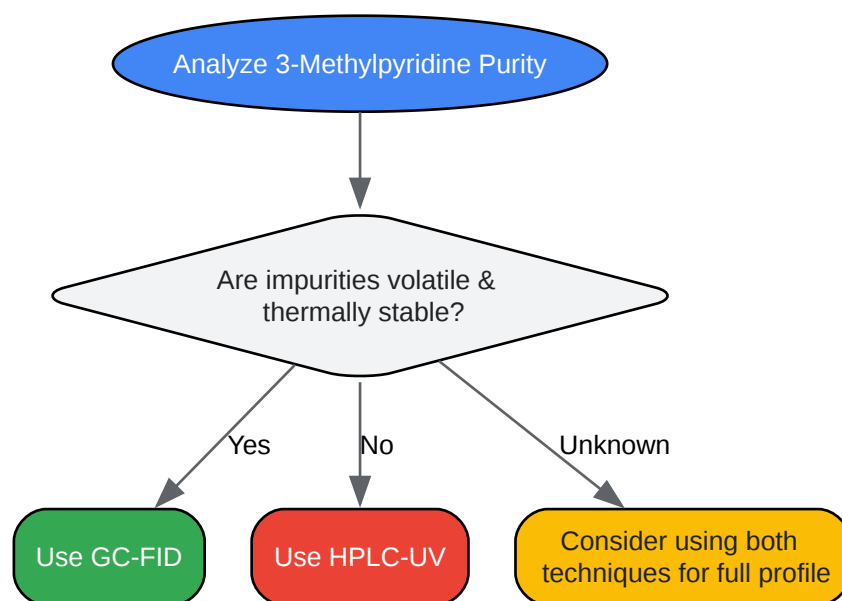 Analyze 3-Methylpyridine Purity
Are impurities volatile &
thermally stable?
Yes
No
Unknown
Use GC-FID
Use HPLC-UV
Consider using both
techniques for full profile